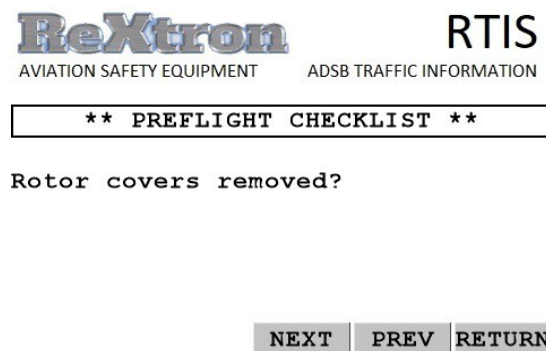 ReXtron RTIS
AVIATION SAFETY EQUIPMENT ADSB TRAFFIC INFORMATION
** PREFLIGHT CHECKLIST **
Rotor covers removed?
NEXT PREV RETURN